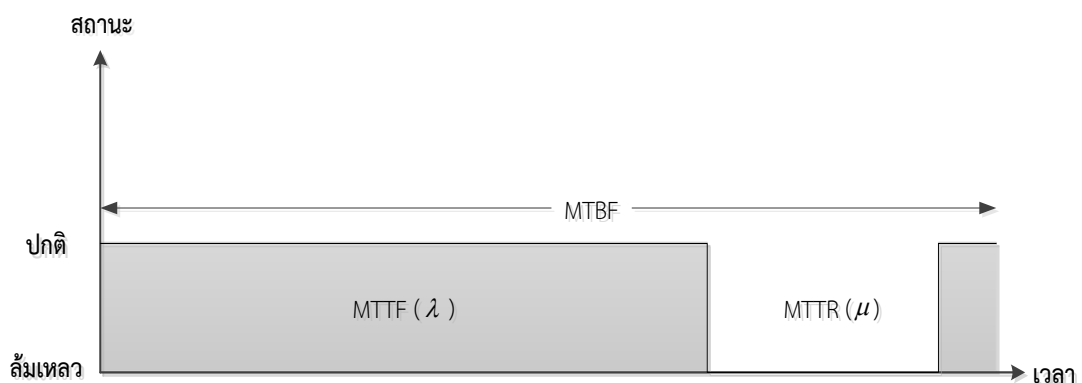 สถานะ
MTBF
ปกติ
MTTF ( λ ) MTTR (μ)
ล้มเหลว
เวลา